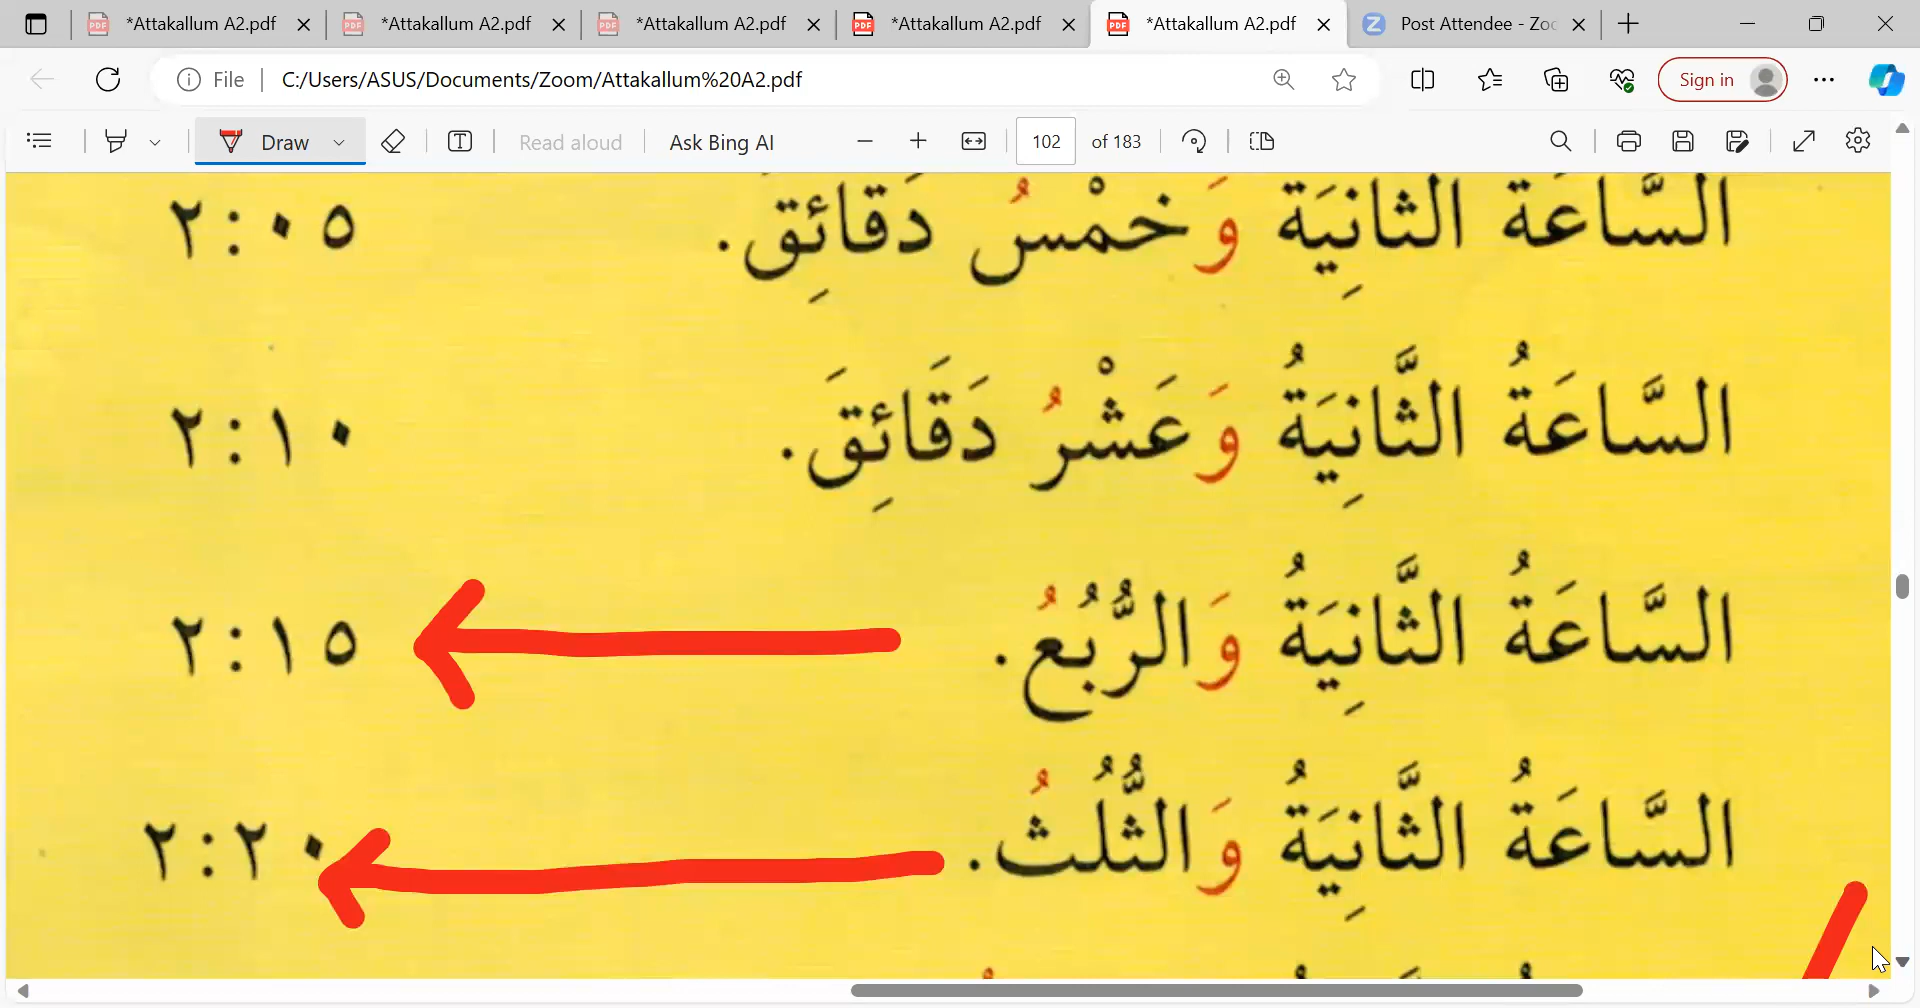 *Attakallum A2.pdf *Attakallum A2.pdf *Attakallum A2.pdf *Attakallum A2.pdf *Attakallum A2.pdf Post Attendee - Zoo
File C:/Users/ASUS/Documents/Zoom/Attakallum%20A2.pdf Sign in
Draw Read aloud Ask Bing AI 102 of 183
السَّاعَةُ الثَّانِيَةُ وَ خَمْسُ دَقَائِقَ. ٢:٠٥
السَّاعَةُ الثَّانِيَةُ وَ عَشْرُ دَقَائِقَ. ٢:١٠
السَّاعَةُ الثَّانِيَةُ وَ الرُّبُعُ. ٢:١٥
السَّاعَةُ الثَّانِيَةُ وَ الثُّلُثُ. ٢:٢٠